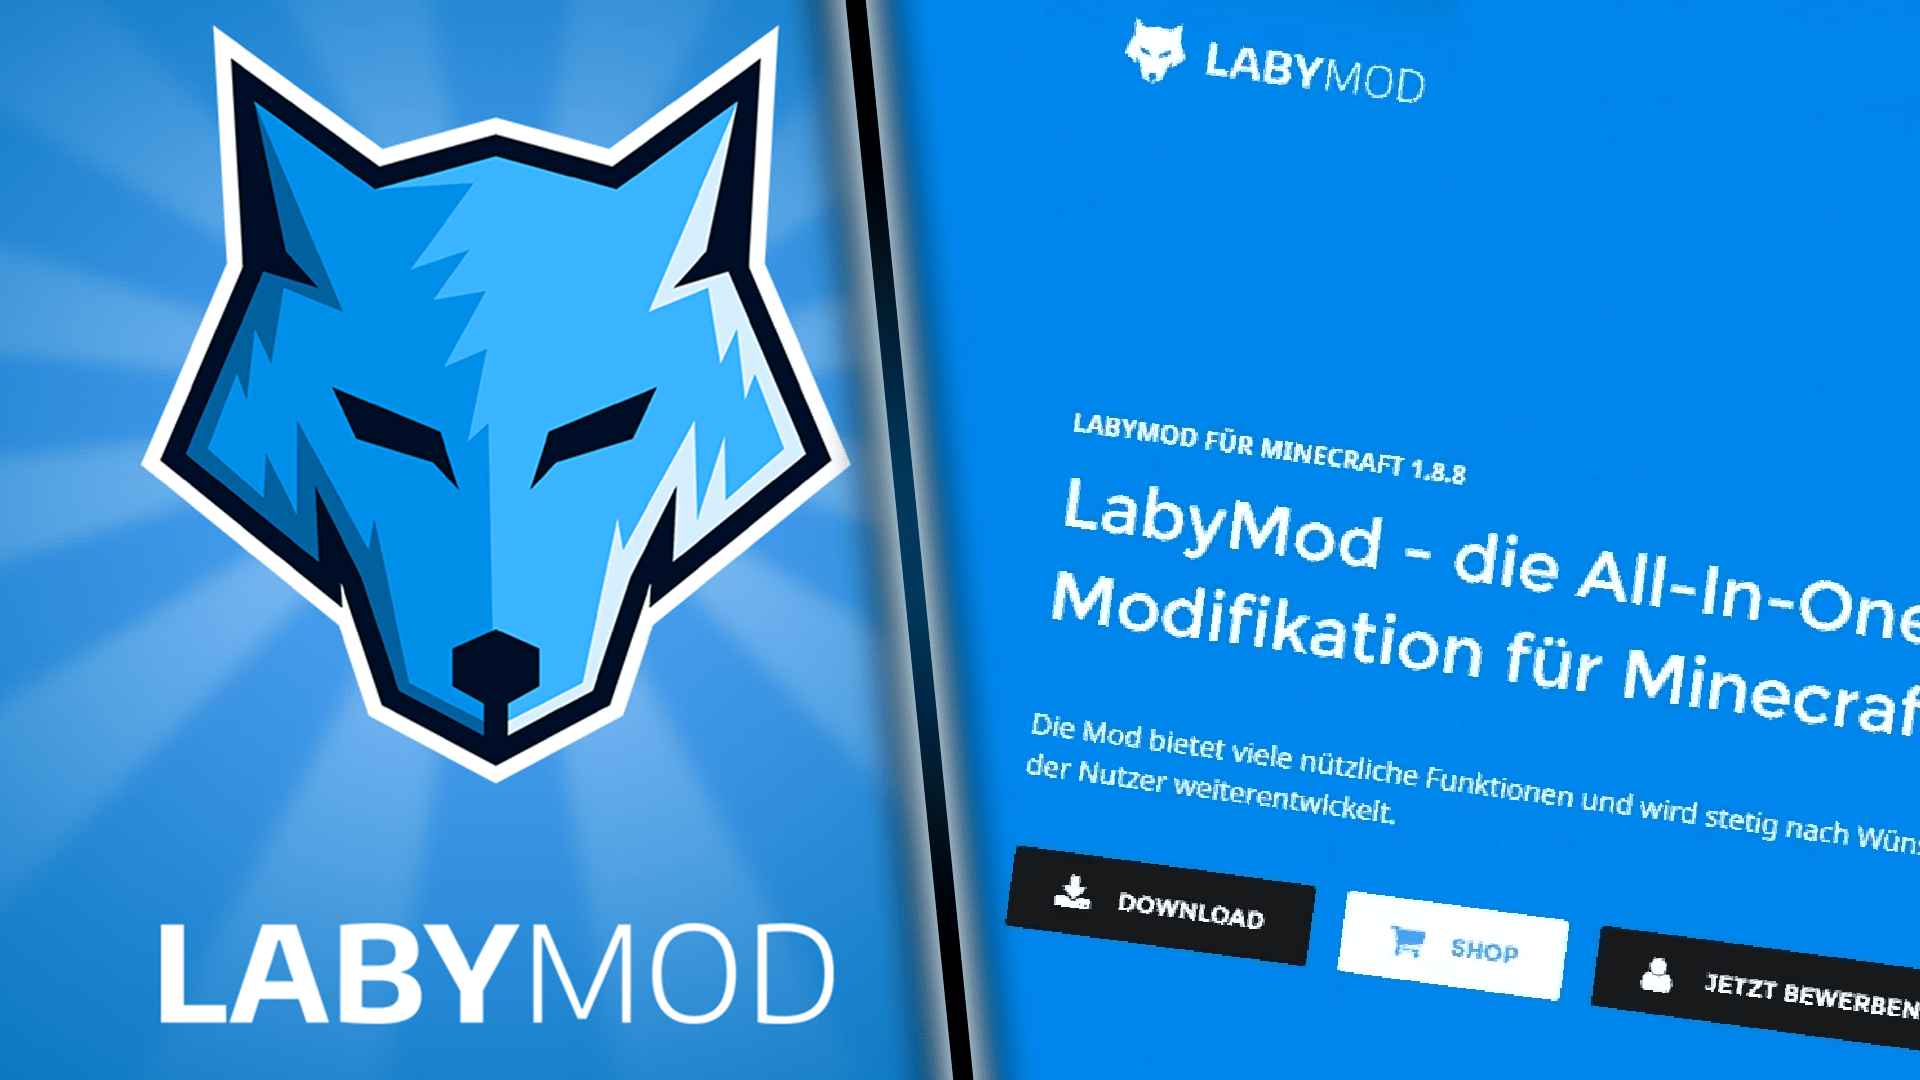 LABYMOD
LABYMOD
LABYMOD FÜR MINECRAFT 1.8.8
LabyMod - die All-In-One
Modifikation für Minecraf
Die Mod bietet viele nützliche Funktionen und wird stetig nach Wüns
der Nutzer weiterentwickelt.
DOWNLOAD
SHOP
JETZT BEWERBEN